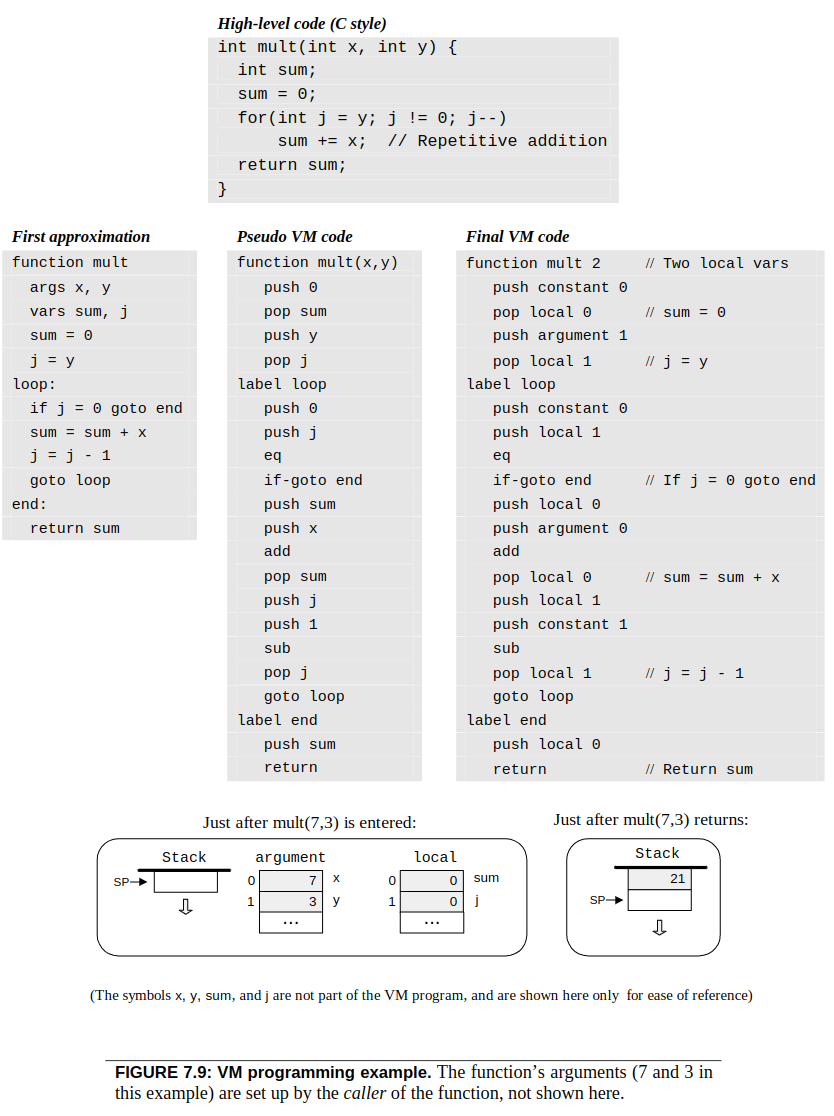 High-level code (C style)
int mult(int x, int y) {
  int sum;
  sum = 0;
  for(int j = y; j != 0; j--)
      sum += x;  // Repetitive addition
  return sum;
}
First approximation
function mult
  args x, y
  vars sum, j
  sum = 0
  j = y
loop:
  if j = 0 goto end
  sum = sum + x
  j = j - 1
  goto loop
end:
  return sum
Pseudo VM code
function mult(x,y)
   push 0
   pop sum
   push y
   pop j
label loop
   push 0
   push j
   eq
   if-goto end
   push sum
   push x
   add
   pop sum
   push j
   push 1
   sub
   pop j
   goto loop
label end
   push sum
   return
Final VM code
function mult 2     // Two local vars
   push constant 0
   pop local 0      // sum = 0
   push argument 1
   pop local 1      // j = y
label loop
   push constant 0
   push local 1
   eq
   if-goto end      // If j = 0 goto end
   push local 0
   push argument 0
   add
   pop local 0      // sum = sum + x
   push local 1
   push constant 1
   sub
   pop local 1      // j = j - 1
   goto loop
label end
   push local 0
   return           // Return sum
Just after mult(7,3) is entered:
Stack argument local
SP 0 7 x 0 0 sum
1 3 y 1 0 j
... ...
Just after mult(7,3) returns:
Stack
21
SP
(The symbols x, y, sum, and j are not part of the VM program, and are shown here only for ease of reference)
FIGURE 7.9: VM programming example. The function's arguments (7 and 3 in
this example) are set up by the caller of the function, not shown here.